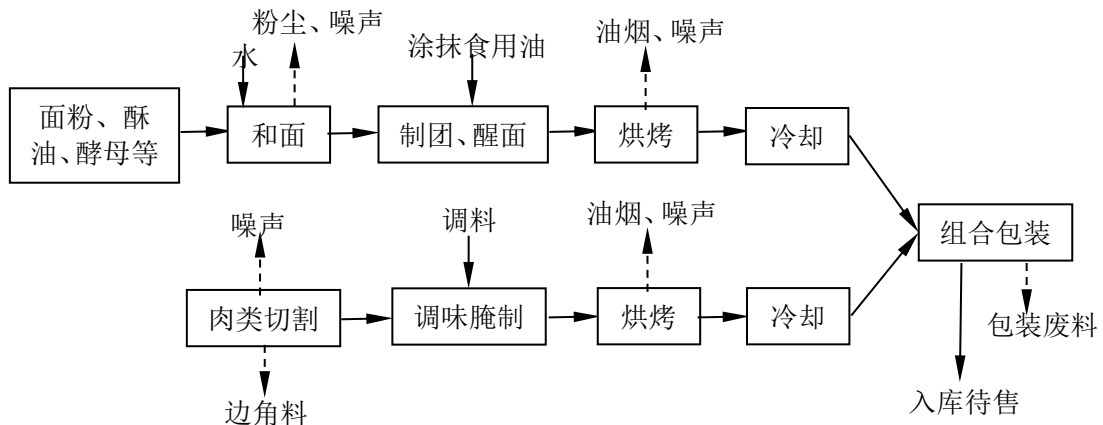 粉尘、噪声
水
涂抹食用油
油烟、噪声
面粉、酥
油、酵母等
和面
制团、醒面
烘烤
冷却
噪声
调料
油烟、噪声
组合包装
肉类切割
调味腌制
烘烤
冷却
包装废料
边角料
入库待售